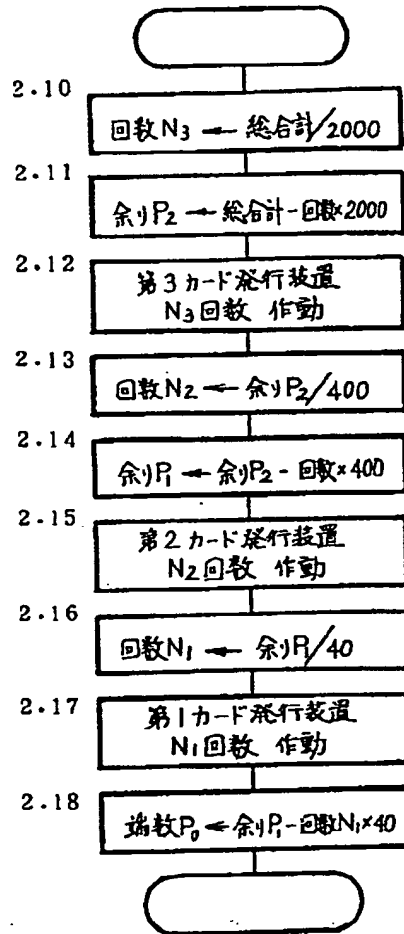 2.10
回数N₃ ← 総合計/2000
2.11
余りP₂ ← 総合計-回数×2000
2.12
第3カード発行装置
N₃回数 作動
2.13
回数N₂ ← 余りP₂/400
2.14
余りP₁ ← 余りP₂-回数×400
2.15
第2カード発行装置
N₂回数 作動
2.16
回数N₁ ← 余りP₁/40
2.17
第1カード発行装置
N₁回数 作動
2.18
端数P₀ ← 余りP₁-回数N₁×40